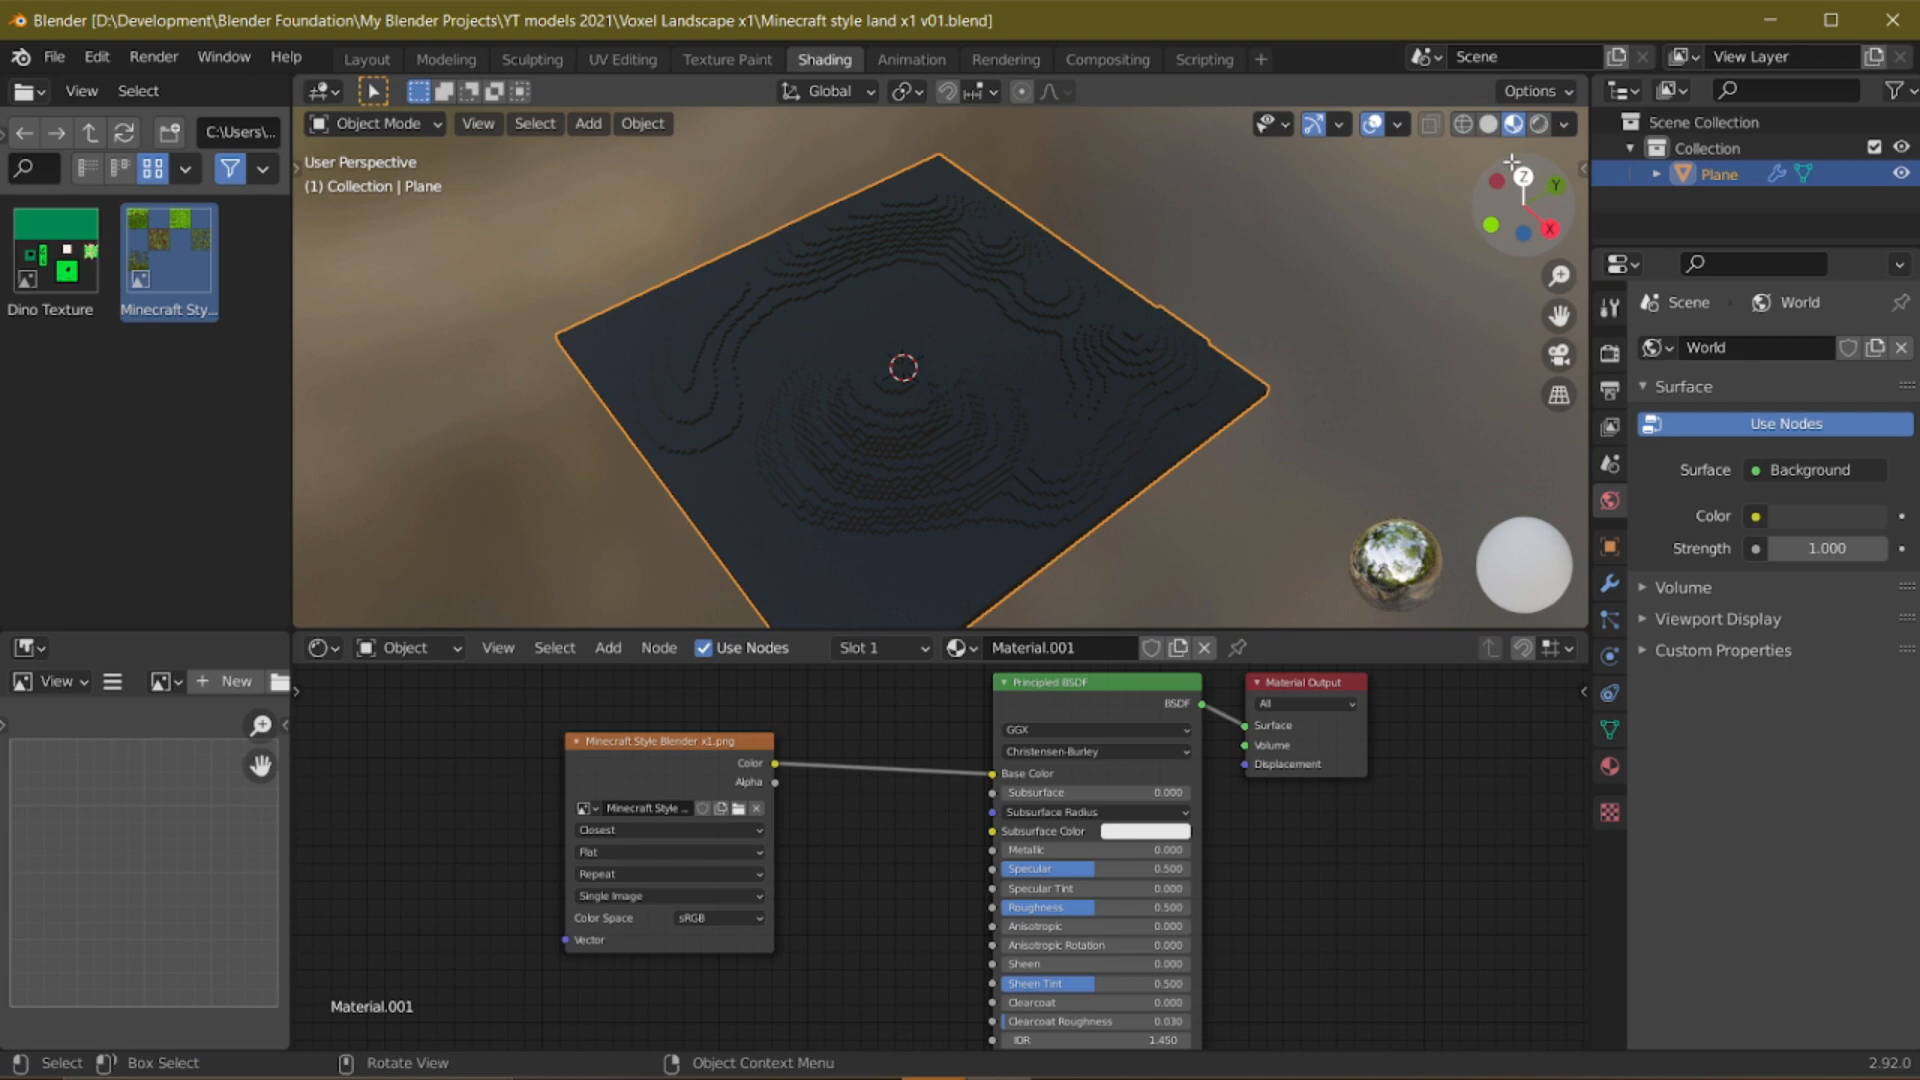 Blender [D:\Development\Blender Foundation\My Blender Projects\YT models 2021\Voxel Landscape x1\Minecraft style land x1 v01.blend]
File Edit Render Window Help Layout Modeling Sculpting UV Editing Texture Paint Shading Animation Rendering Compositing Scripting + Scene View Layer
View Select Global Options
C:\Users\...
Object Mode View Select Add Object
User Perspective
(1) Collection | Plane
Scene Collection
Collection
Plane
Z
Y
X
Dino Texture
Minecraft Sty...
Scene World
World
Surface
Use Nodes
Surface Background
Color
Strength 1.000
Volume
Viewport Display
Custom Properties
Object View Select Add Node Use Nodes Slot 1 Material.001
View + New
Minecraft Style Blender x1.png
Color
Alpha
Minecraft Style ...
Closest
Flat
Repeat
Single Image
Color Space sRGB
Vector
Principled BSDF
BSDF
GGX
Christensen-Burley
Base Color
Subsurface 0.000
Subsurface Radius
Subsurface Color
Metallic 0.000
Specular 0.500
Specular Tint 0.000
Roughness 0.500
Anisotropic 0.000
Anisotropic Rotation 0.000
Sheen 0.000
Sheen Tint 0.500
Clearcoat 0.000
Clearcoat Roughness 0.030
IOR 1.450
Material Output
All
Surface
Volume
Displacement
Material.001
Select Box Select Rotate View Object Context Menu 2.92.0